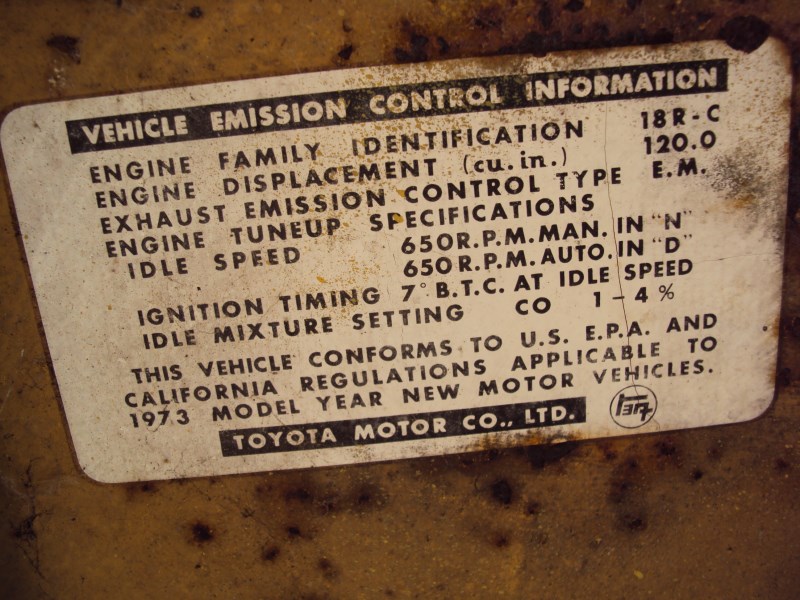 VEHICLE EMISSION CONTROL INFORMATION
ENGINE FAMILY IDENTIFICATION 18R-C
ENGINE DISPLACEMENT (cu.in.) 120.0
EXHAUST EMISSION CONTROL TYPE E.M.
ENGINE TUNEUP SPECIFICATIONS
IDLE SPEED 650R.P.M.MAN.IN "N"
650R.P.M.AUTO.IN "D"
IGNITION TIMING 7° B.T.C. AT IDLE SPEED
IDLE MIXTURE SETTING CO 1-4%
THIS VEHICLE CONFORMS TO U.S. E.P.A. AND
CALIFORNIA REGULATIONS APPLICABLE TO
1973 MODEL YEAR NEW MOTOR VEHICLES.
TOYOTA MOTOR CO., LTD.